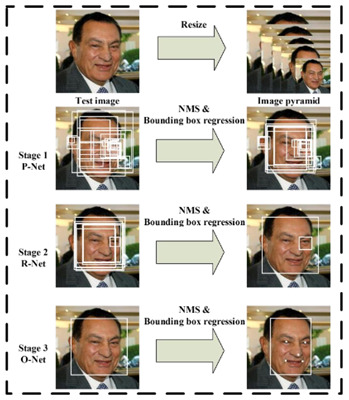 Resize
Test image
Image pyramid
NMS &
Bounding box regression
Stage 1
P-Net
NMS &
Bounding box regression
Stage 2
R-Net
NMS &
Bounding box regression
Stage 3
O-Net